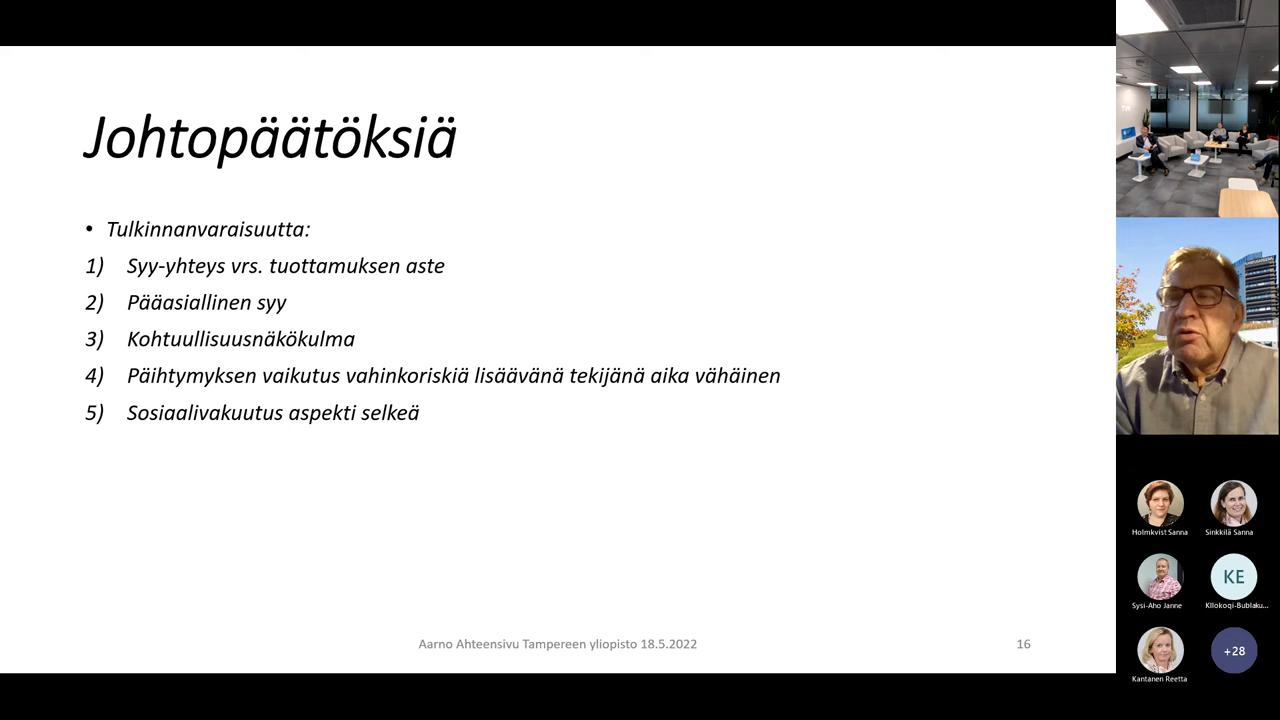 Johtopäätöksiä
• Tulkinnanvaraisuutta:
1) Syy-yhteys vrs. tuottamuksen aste
2) Pääasiallinen syy
3) Kohtuullisuusnäkökulma
4) Päihtymyksen vaikutus vahinkoriskiä lisäävänä tekijänä aika vähäinen
5) Sosiaalivakuutus aspekti selkeä
Aarno Ahteensivu Tampereen yliopisto 18.5.2022
16
Holmkvist Sanna
Sinkkilä Sanna
KE
Sysi-Aho Janne
Kllokoqi-Bublaku...
+28
Kantanen Reetta